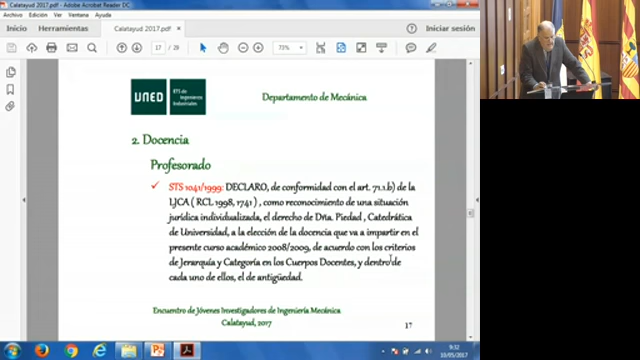 Calatayud 2017.pdf - Adobe Acrobat Reader DC
Archivo Edición Ver Ventana Ayuda
Inicio Herramientas Calatayud 2017.pdf × Iniciar sesión
17 / 29 73%
UNED ETS de Ingenieros Industriales
Departamento de Mecánica
2. Docencia
Profesorado
✓ STS 1041/1999: DECLARO, de conformidad con el art. 71.1.b) de la
LJCA ( RCL 1998, 1741) , como reconocimiento de una situación
jurídica individualizada, el derecho de Dña. Piedad , Catedrática
de Universidad, a la elección de la docencia que va a impartir en el
presente curso académico 2008/2009, de acuerdo con los criterios
de Jerarquía y Categoría en los Cuerpos Docentes, y dentro de
cada uno de ellos, el de antigüedad.
Encuentro de Jóvenes Investigadores de Ingeniería Mecánica
Calatayud, 2017
17
9:32
10/05/2017